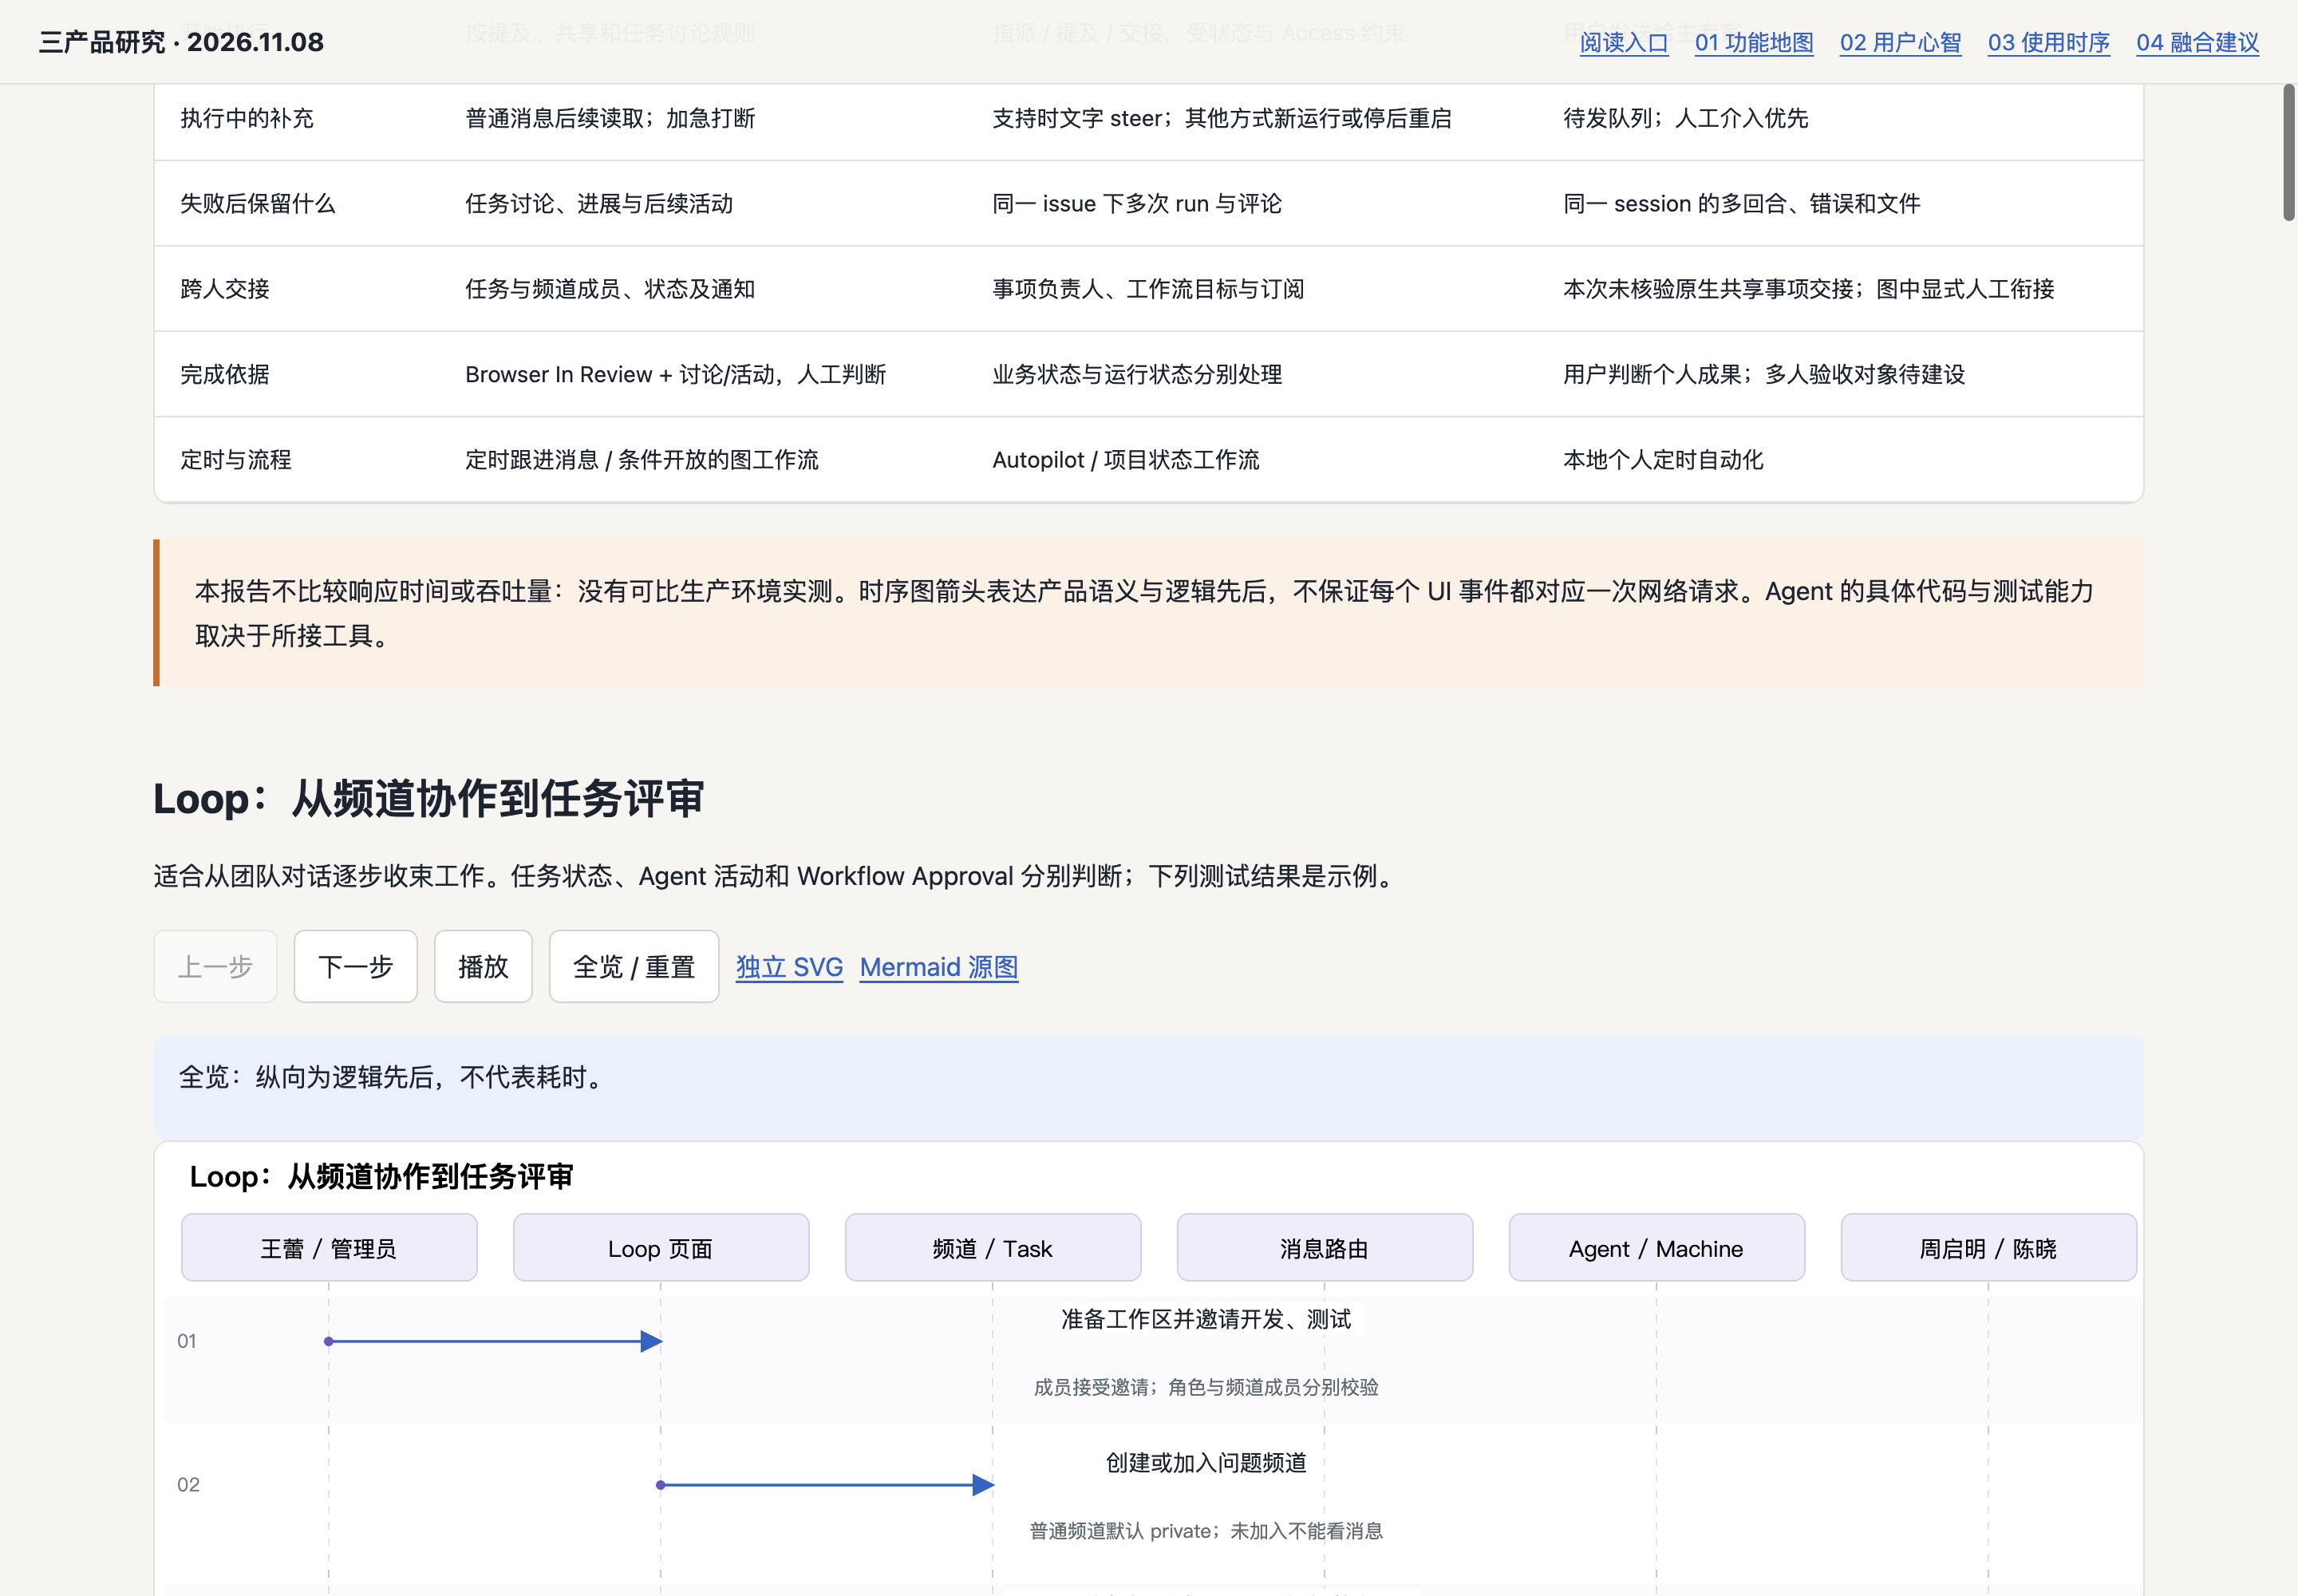 三产品研究 · 2026.11.08
阅读入口 01 功能地图 02 用户心智 03 使用时序 04 融合建议
按提及、共享和任务讨论规则 指派 / 提及 / 交接，受状态与 Access 约束
执行中的补充 普通消息后续读取；加急打断 支持时文字 steer；其他方式新运行或停后重启 待发队列；人工介入优先
失败后保留什么 任务讨论、进展与后续活动 同一 issue 下多次 run 与评论 同一 session 的多回合、错误和文件
跨人交接 任务与频道成员、状态及通知 事项负责人、工作流目标与订阅 本次未核验原生共享事项交接；图中显式人工衔接
完成依据 Browser In Review + 讨论/活动，人工判断 业务状态与运行状态分别处理 用户判断个人成果；多人验收对象待建设
定时与流程 定时跟进消息 / 条件开放的图工作流 Autopilot / 项目状态工作流 本地个人定时自动化
本报告不比较响应时间或吞吐量：没有可比生产环境实测。时序图箭头表达产品语义与逻辑先后，不保证每个 UI 事件都对应一次网络请求。Agent 的具体代码与测试能力
取决于所接工具。
Loop：从频道协作到任务评审
适合从团队对话逐步收束工作。任务状态、Agent 活动和 Workflow Approval 分别判断；下列测试结果是示例。
上一步 下一步 播放 全览 / 重置 独立 SVG Mermaid 源图
全览：纵向为逻辑先后，不代表耗时。
Loop：从频道协作到任务评审
王蕾 / 管理员 Loop 页面 频道 / Task 消息路由 Agent / Machine 周启明 / 陈晓
准备工作区并邀请开发、测试
01
成员接受邀请；角色与频道成员分别校验
创建或加入问题频道
02
普通频道默认 private；未加入不能看消息